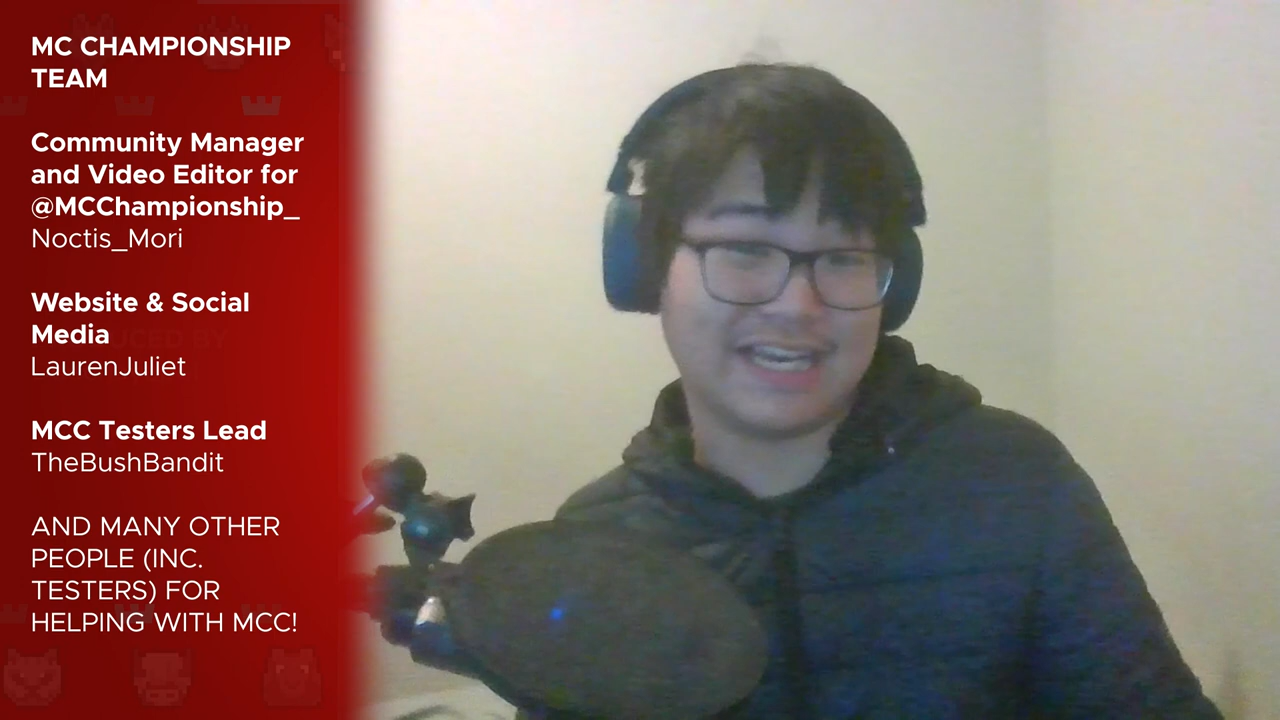 MC CHAMPIONSHIP
TEAM
Community Manager
and Video Editor for
@MCChampionship_
Noctis_Mori
Website & Social
Media
LaurenJuliet
MCC Testers Lead
TheBushBandit
AND MANY OTHER
PEOPLE (INC.
TESTERS) FOR
HELPING WITH MCC!